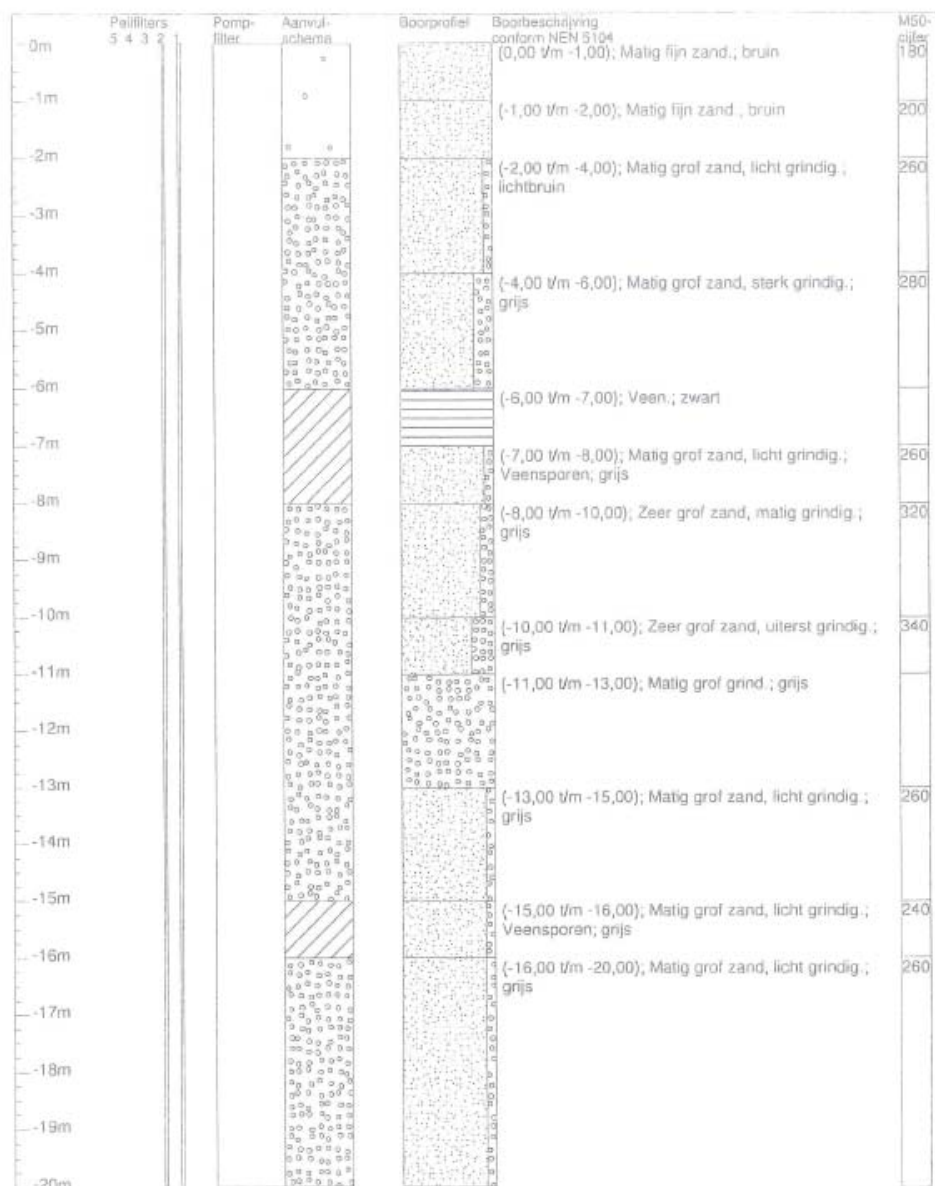 Peilfilters Pomp- Aanvul- Boorprofiel Boorbeschrijving M50-
5 4 3 2 1 filter schema conform NEN 5104 cijfer
0m (0,00 t/m -1,00); Matig fijn zand.; bruin 180
-1m (-1,00 t/m -2,00); Matig fijn zand.; bruin 200
-2m (-2,00 t/m -4,00); Matig grof zand, licht grindig.; 260
lichtbruin
-3m
-4m (-4,00 t/m -6,00); Matig grof zand, sterk grindig.; 280
grijs
-5m
-6m (-6,00 t/m -7,00); Veen.; zwart
-7m (-7,00 t/m -8,00); Matig grof zand, licht grindig.; 260
Veensporen; grijs
-8m (-8,00 t/m -10,00); Zeer grof zand, matig grindig.; 320
grijs
-9m
-10m (-10,00 t/m -11,00); Zeer grof zand, uiterst grindig.; 340
grijs
-11m (-11,00 t/m -13,00); Matig grof grind.; grijs
-12m
-13m (-13,00 t/m -15,00); Matig grof zand, licht grindig.; 260
grijs
-14m
-15m (-15,00 t/m -16,00); Matig grof zand, licht grindig.; 240
Veensporen; grijs
-16m (-16,00 t/m -20,00); Matig grof zand, licht grindig.; 260
grijs
-17m
-18m
-19m
-20m